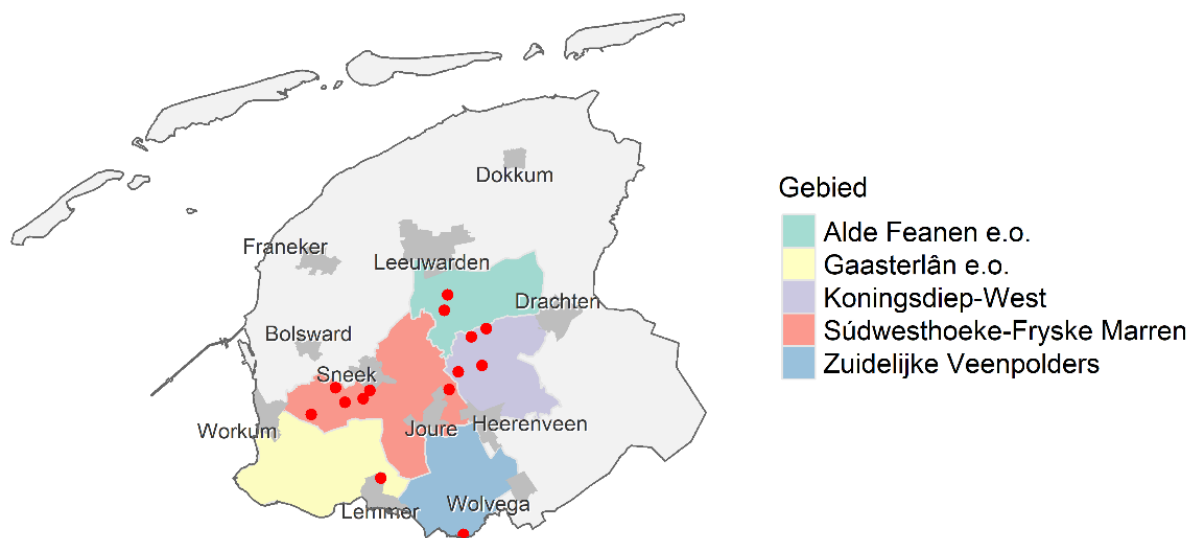 Dokkum
Franeker
Leeuwarden
Drachten
Bolsward
Sneek
Workum
Joure
Heerenveen
Lemmer
Wolvega
Gebied
Alde Feanen e.o.
Gaasterlân e.o.
Koningsdiep-West
Súdwesthoeke-Fryske Marren
Zuidelijke Veenpolders